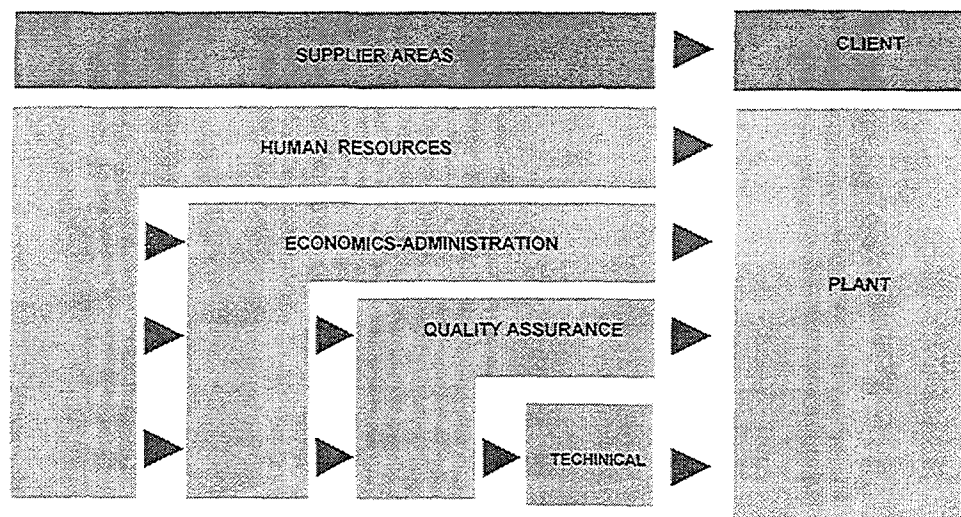 SUPPLIER AREAS
CLIENT
HUMAN RESOURCES
ECONOMICS-ADMINISTRATION
PLANT
QUALITY ASSURANCE
TECHINICAL